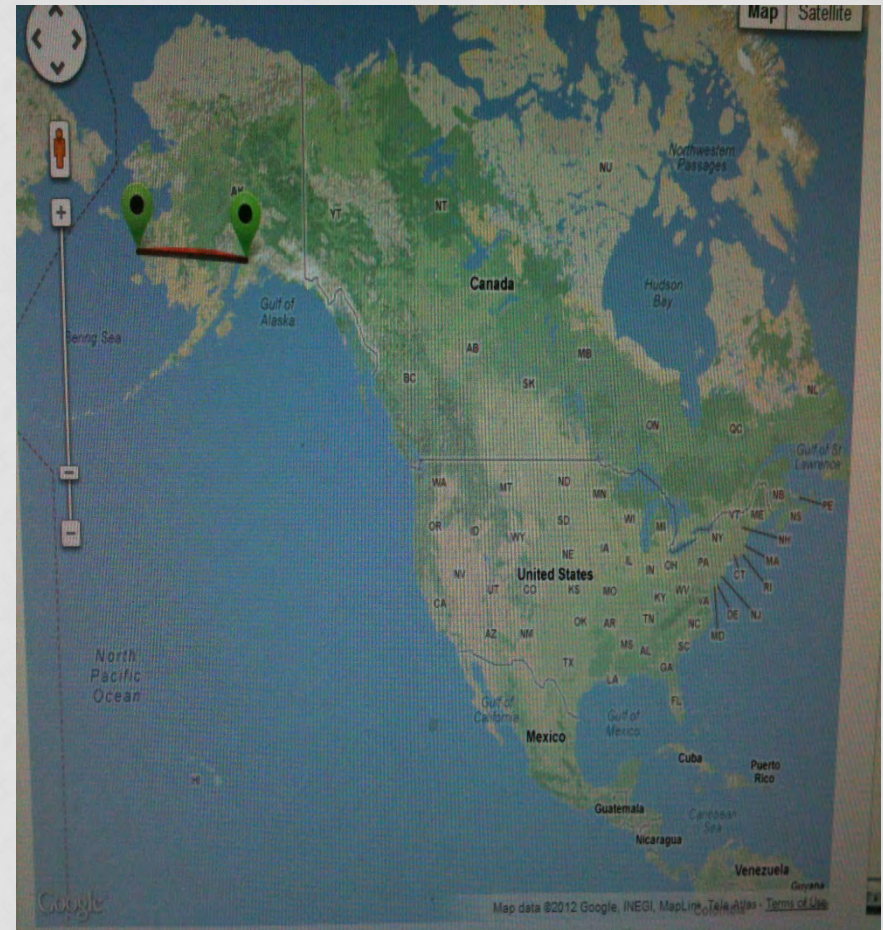 Map Satellite
Northwestern
Passages
NU
AK
YT
NT
Canada
Hudson
Bay
Gulf of
Alaska
Bering Sea
AB
MB
BC
SK
NL
ON
QC
Gulf of St
Lawrence
WA
MT
ND
MN
NB
PE
OR
ID
SD
WI
MI
VT
ME
NS
WY
NY
NH
NE
IA
IL
IN
OH
PA
MA
NV
United States
CT
RI
UT
CO
KS
MO
KY
WV
VA
DE
NJ
CA
OK
AR
TN
NC
MD
AZ
NM
MS
AL
SC
TX
GA
LA
FL
North
Pacific
Ocean
Gulf of
California
Gulf of
Mexico
Mexico
Cuba
Puerto
Rico
HI
Guatemala
Caribbean
Sea
Nicaragua
Venezuela
Guyana
Google
Map data ©2012 Google, INEGI, MapLink, Tele Atlas - Terms of Use
Colombia